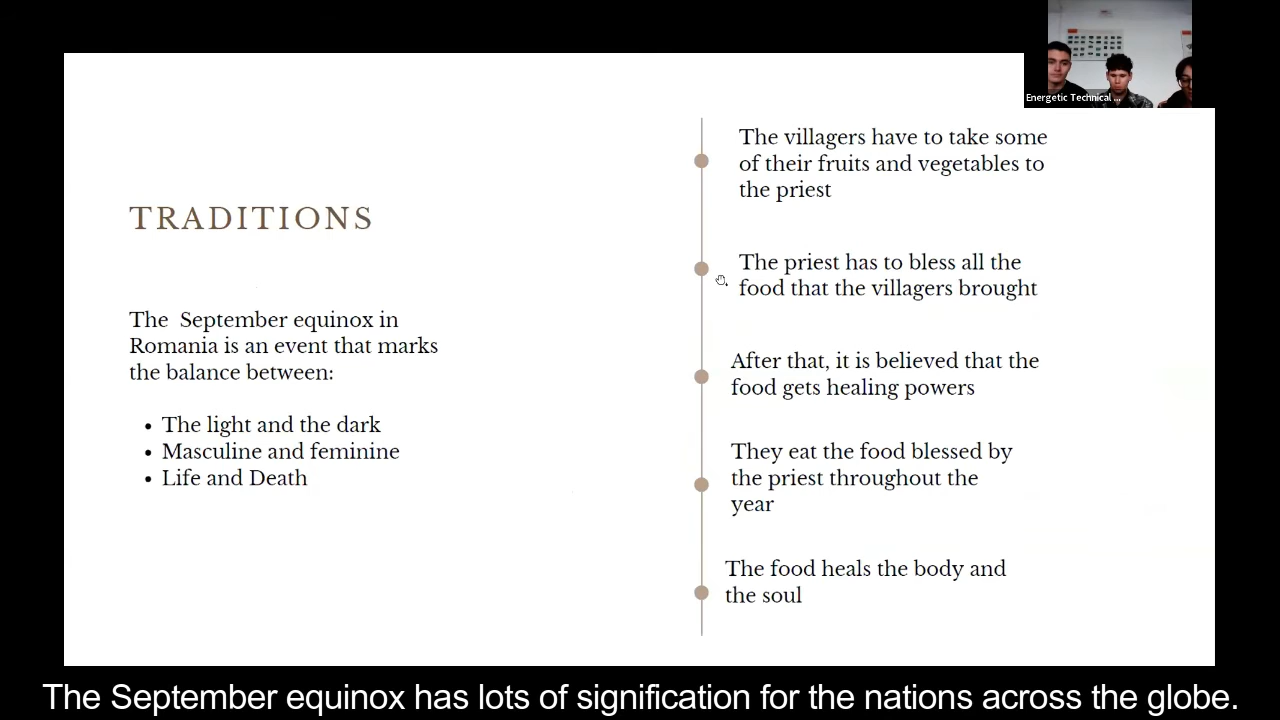 Energetic Technical ...
TRADITIONS
The September equinox in
Romania is an event that marks
the balance between:
• The light and the dark
• Masculine and feminine
• Life and Death
The villagers have to take some
of their fruits and vegetables to
the priest
The priest has to bless all the
food that the villagers brought
After that, it is believed that the
food gets healing powers
They eat the food blessed by
the priest throughout the
year
The food heals the body and
the soul
The September equinox has lots of signification for the nations across the globe.